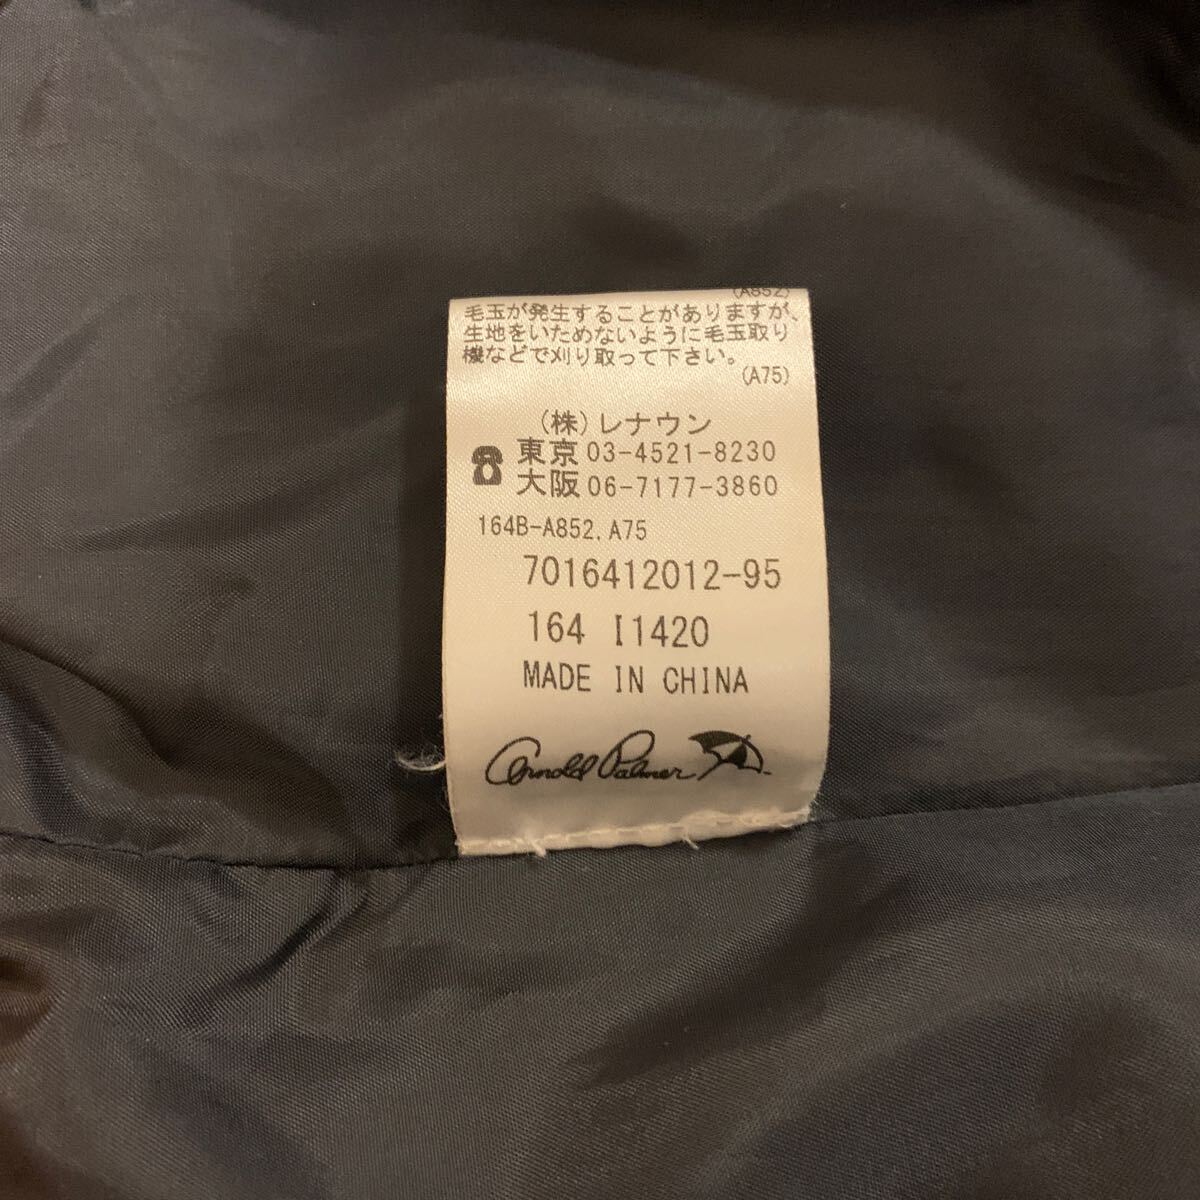 (A852)
毛玉が発生することがありますが、
生地をいためないように毛玉取り
機などで刈り取って下さい。
(A75)
(株)レナウン
東京 03-4521-8230
大阪 06-7177-3860
164B-A852, A75
7016412012-95
164 I1420
MADE IN CHINA
Arnold Palmer